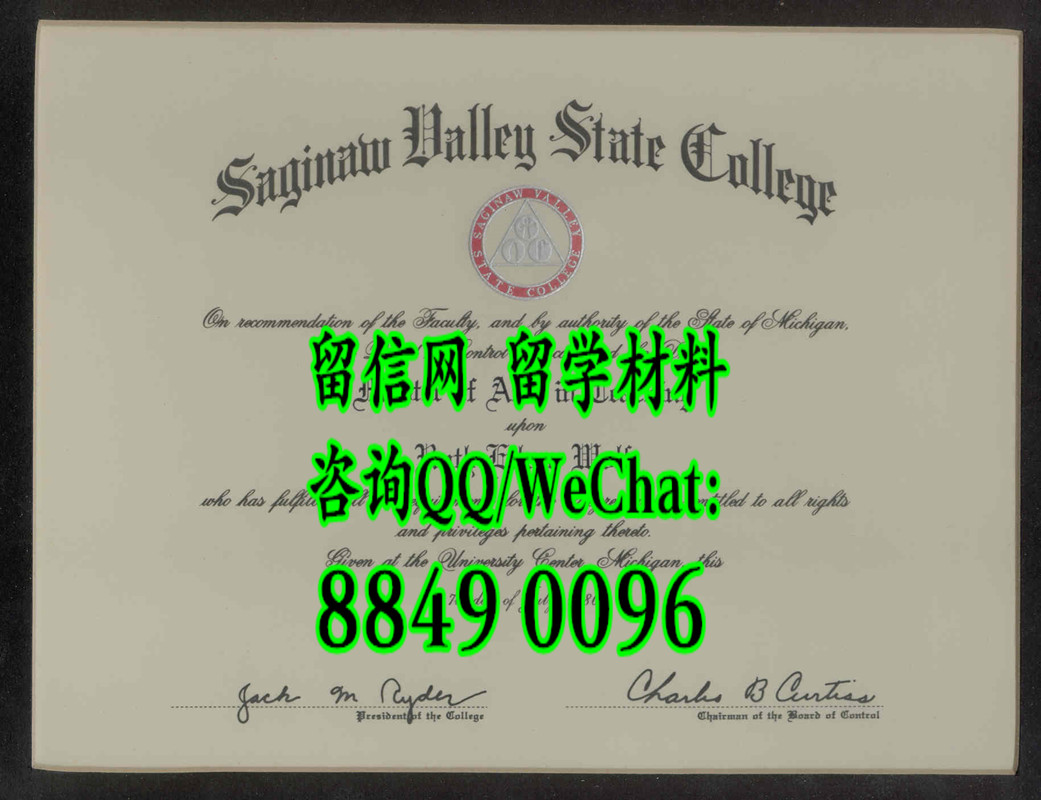 Saginaw Valley State College
SAGINAW VALLEY STATE COLLEGE
On recommendation of the Faculty, and by authority of the State of Michigan,
留信网 留学材料
upon
咨询QQ/WeChat:
who has to all rights
and privileges pertaining thereto.
Given at the University Center, Michigan, this
8849 0096
Jack M Ryder
Charles B Curtiss
President of the College
Chairman of the Board of Control